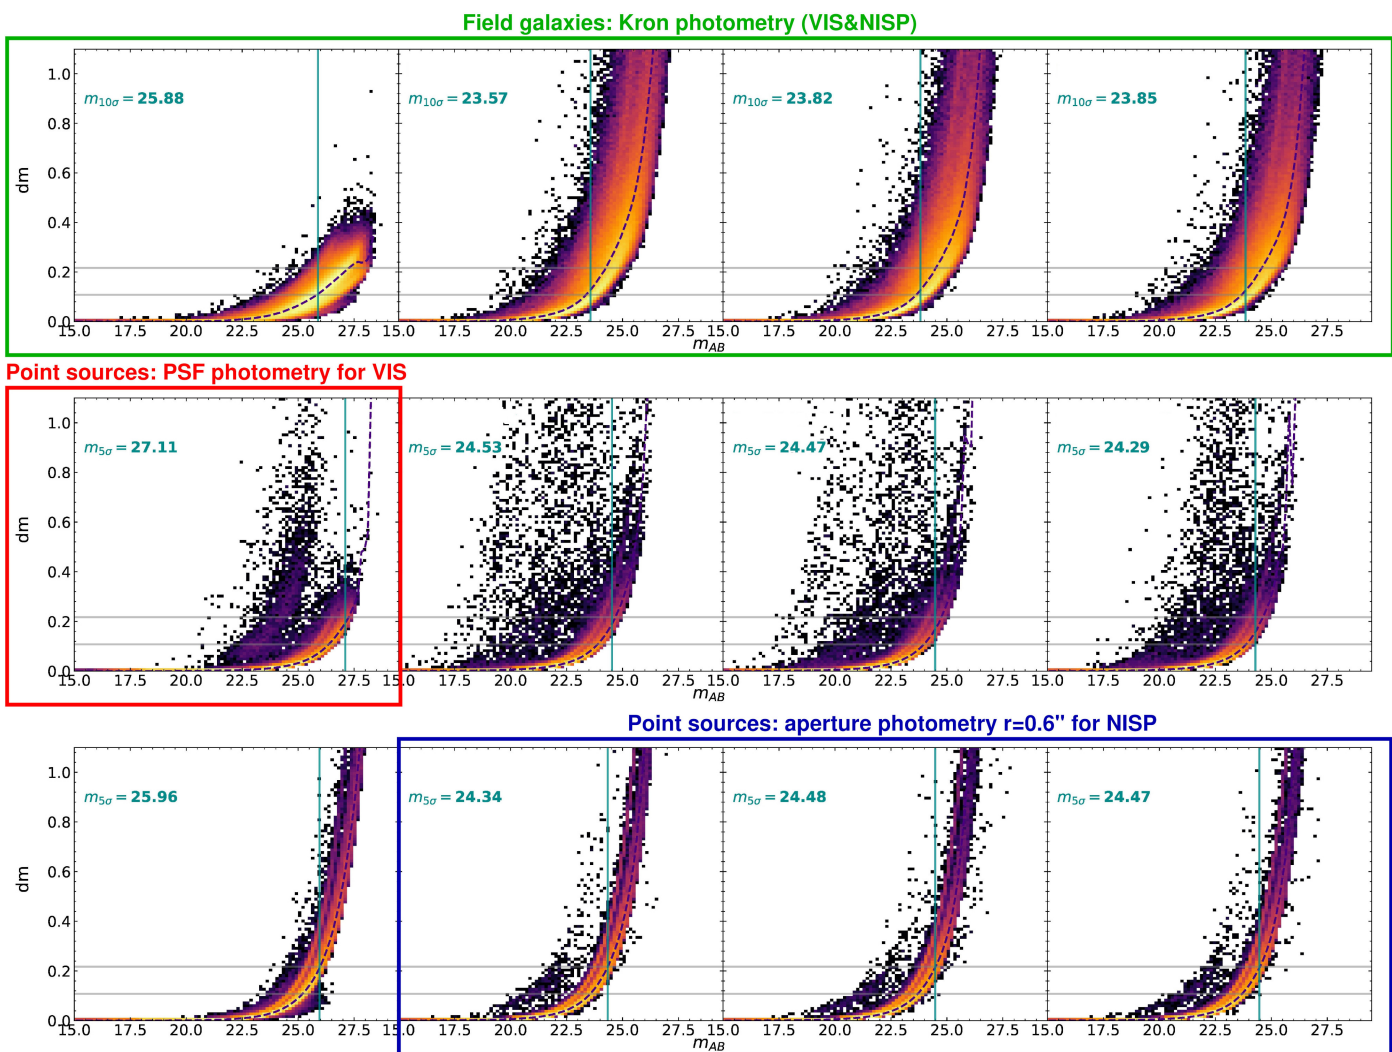 Field galaxies: Kron photometry (VIS&NISP)
1.0
0.8
0.6
0.4
0.2
0.0
dm
m10σ = 25.88
m10σ = 23.57
m10σ = 23.82
m10σ = 23.85
15.0 17.5 20.0 22.5 25.0 27.5 15.0 17.5 20.0 22.5 25.0 27.5 15.0 17.5 20.0 22.5 25.0 27.5 15.0 17.5 20.0 22.5 25.0 27.5
mAB
Point sources: PSF photometry for VIS
1.0
0.8
0.6
0.4
0.2
0.0
dm
m5σ = 27.11
m5σ = 24.53
m5σ = 24.47
m5σ = 24.29
15.0 17.5 20.0 22.5 25.0 27.5 15.0 17.5 20.0 22.5 25.0 27.5 15.0 17.5 20.0 22.5 25.0 27.5 15.0 17.5 20.0 22.5 25.0 27.5
mAB
Point sources: aperture photometry r=0.6" for NISP
1.0
0.8
0.6
0.4
0.2
0.0
dm
m5σ = 25.96
m5σ = 24.34
m5σ = 24.48
m5σ = 24.47
15.0 17.5 20.0 22.5 25.0 27.5 15.0 17.5 20.0 22.5 25.0 27.5 15.0 17.5 20.0 22.5 25.0 27.5 15.0 17.5 20.0 22.5 25.0 27.5
mAB